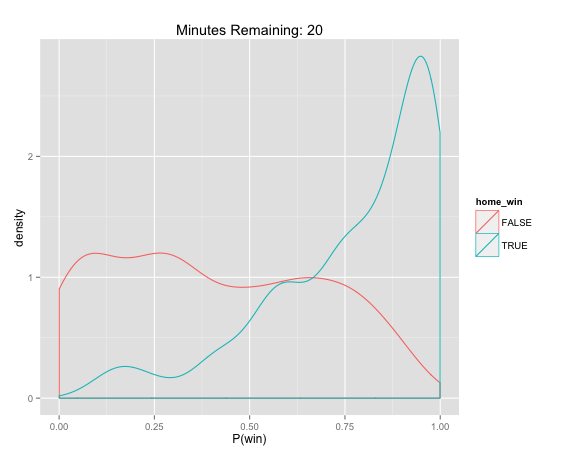 Minutes Remaining: 20
density
2
1
0
0.00 0.25 0.50 0.75 1.00
P(win)
home_win
FALSE
TRUE